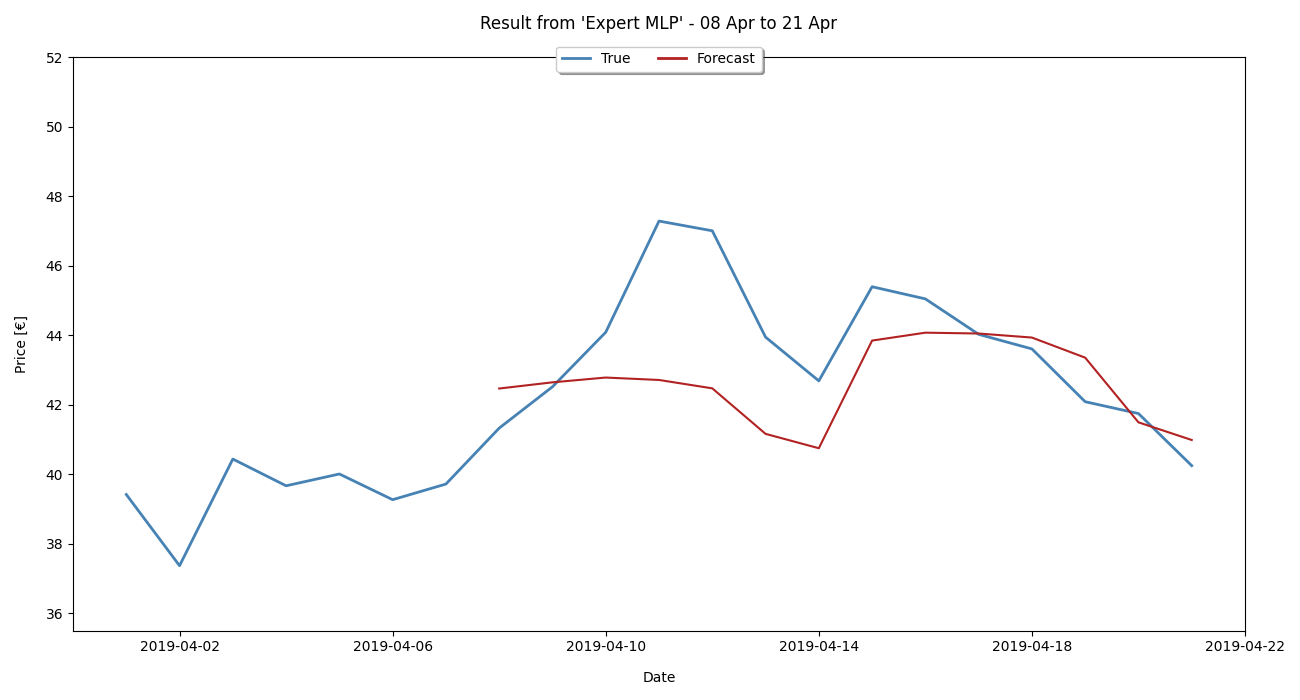 Result from 'Expert MLP' - 08 Apr to 21 Apr
True Forecast
52
50
48
46
44
42
40
38
36
Price [€]
2019-04-02 2019-04-06 2019-04-10 2019-04-14 2019-04-18 2019-04-22
Date